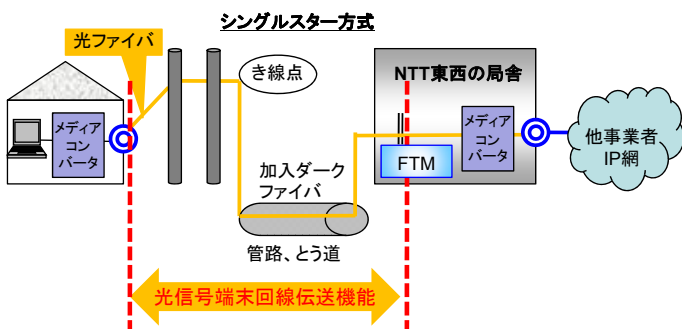 シングルスター方式
光ファイバ
き線点
NTT東西の局舎
メディア
コン
バータ
メディア
コン
バータ
FTM
他事業者
IP網
加入ダーク
ファイバ
管路、とう道
光信号端末回線伝送機能